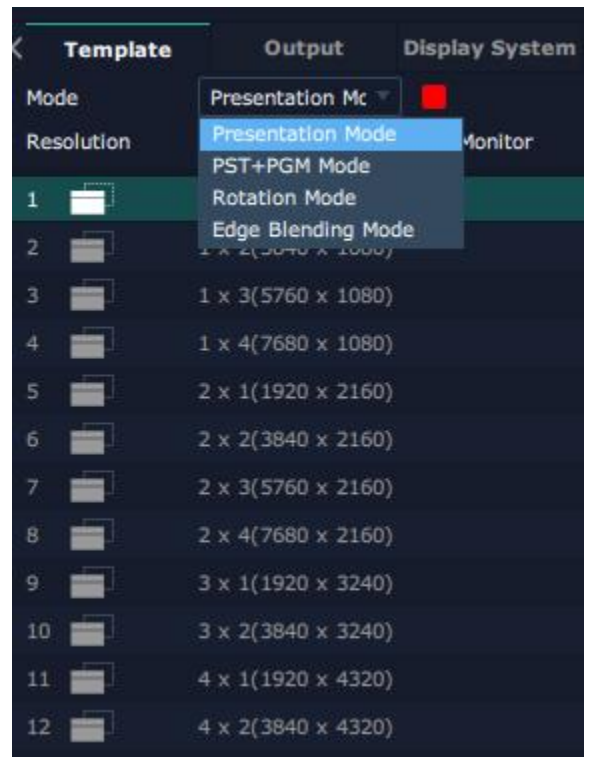 Template Output Display System
Mode Presentation Mc
Resolution Monitor
Presentation Mode
PST+PGM Mode
Rotation Mode
Edge Blending Mode
1
2
3 1 x 3(5760 x 1080)
4 1 x 4(7680 x 1080)
5 2 x 1(1920 x 2160)
6 2 x 2(3840 x 2160)
7 2 x 3(5760 x 2160)
8 2 x 4(7680 x 2160)
9 3 x 1(1920 x 3240)
10 3 x 2(3840 x 3240)
11 4 x 1(1920 x 4320)
12 4 x 2(3840 x 4320)